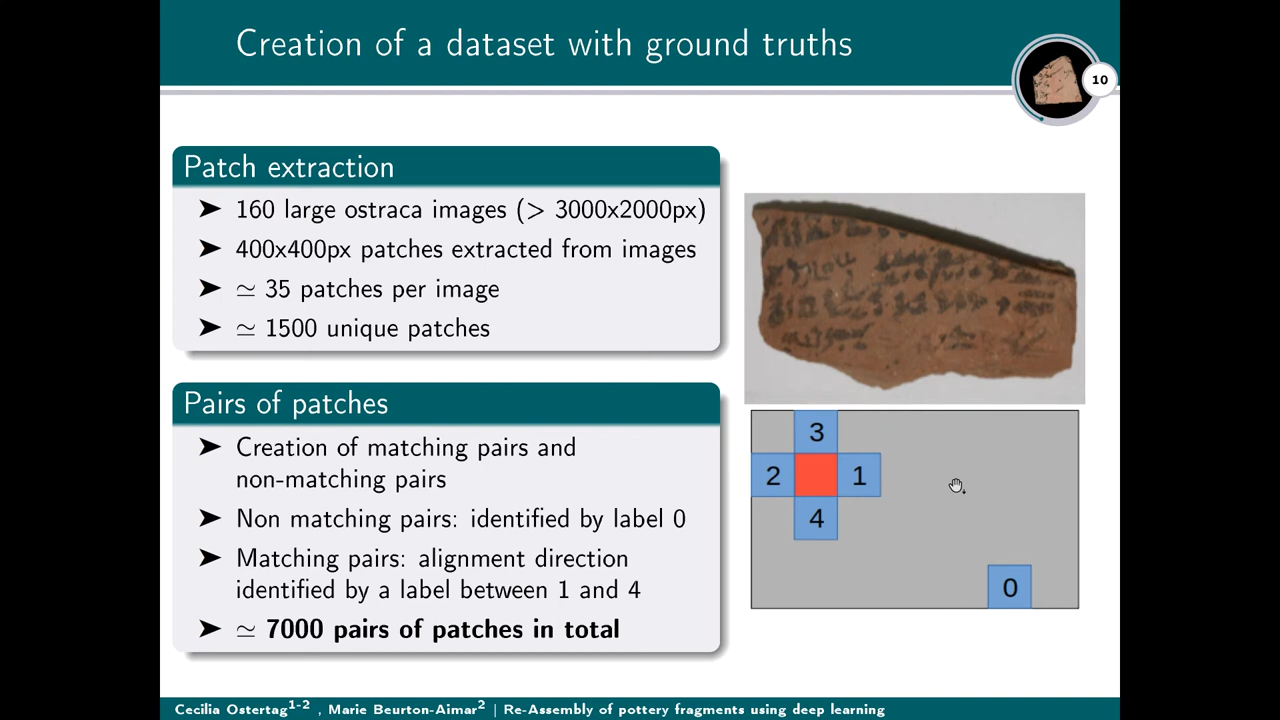 Creation of a dataset with ground truths
10
Patch extraction
➤ 160 large ostraca images (> 3000x2000px)
➤ 400x400px patches extracted from images
➤ ≃ 35 patches per image
➤ ≃ 1500 unique patches
Pairs of patches
➤ Creation of matching pairs and
non-matching pairs
➤ Non matching pairs: identified by label 0
➤ Matching pairs: alignment direction
identified by a label between 1 and 4
➤ ≃ 7000 pairs of patches in total
3
2 1
4
0
Cecilia Ostertag1-2 , Marie Beurton-Aimar2 | Re-Assembly of pottery fragments using deep learning